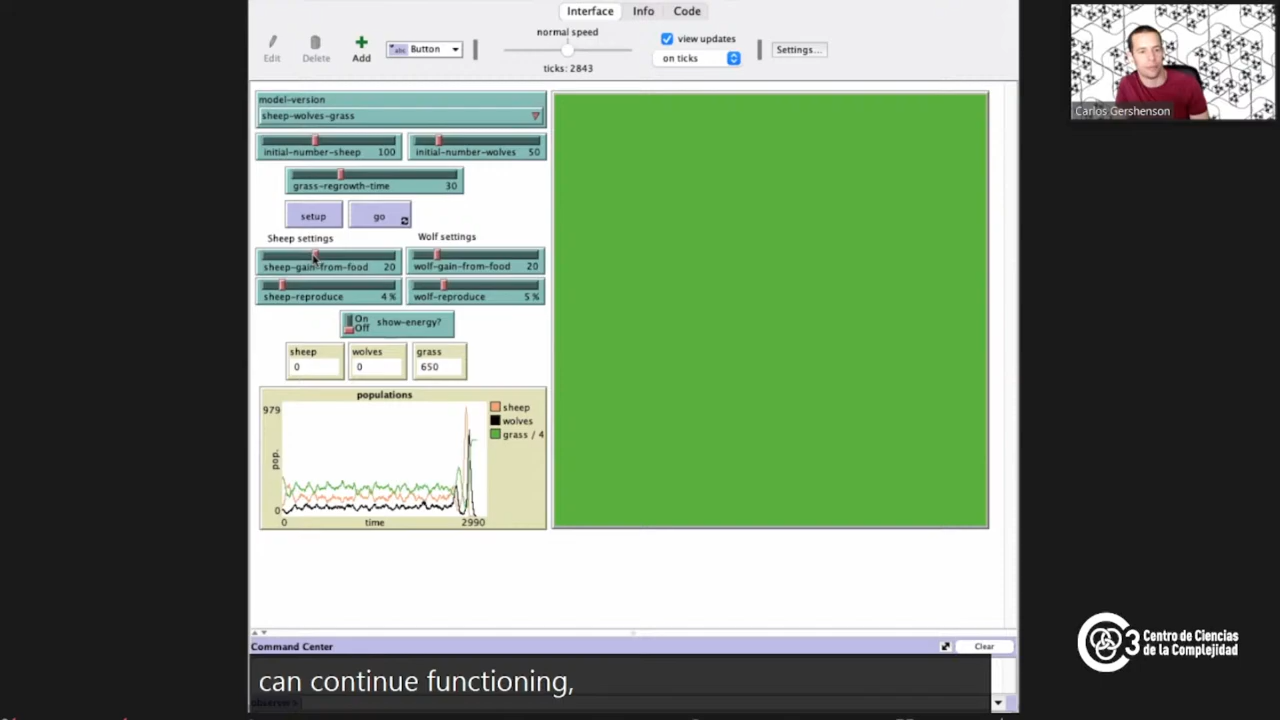 Interface Info Code
Edit Delete Add Button normal speed ticks: 2843 view updates on ticks Settings...
Carlos Gershenson
model-version
sheep-wolves-grass
initial-number-sheep 100 initial-number-wolves 50
grass-regrowth-time 30
setup go
Sheep settings Wolf settings
sheep-gain-from-food 20 wolf-gain-from-food 20
sheep-reproduce 4 % wolf-reproduce 5 %
On
Off show-energy?
sheep wolves grass
0 0 650
populations
979
pop.
0
0 time 2990
sheep
wolves
grass / 4
Command Center Clear
can continue functioning,
C3 Centro de Ciencias
de la Complejidad